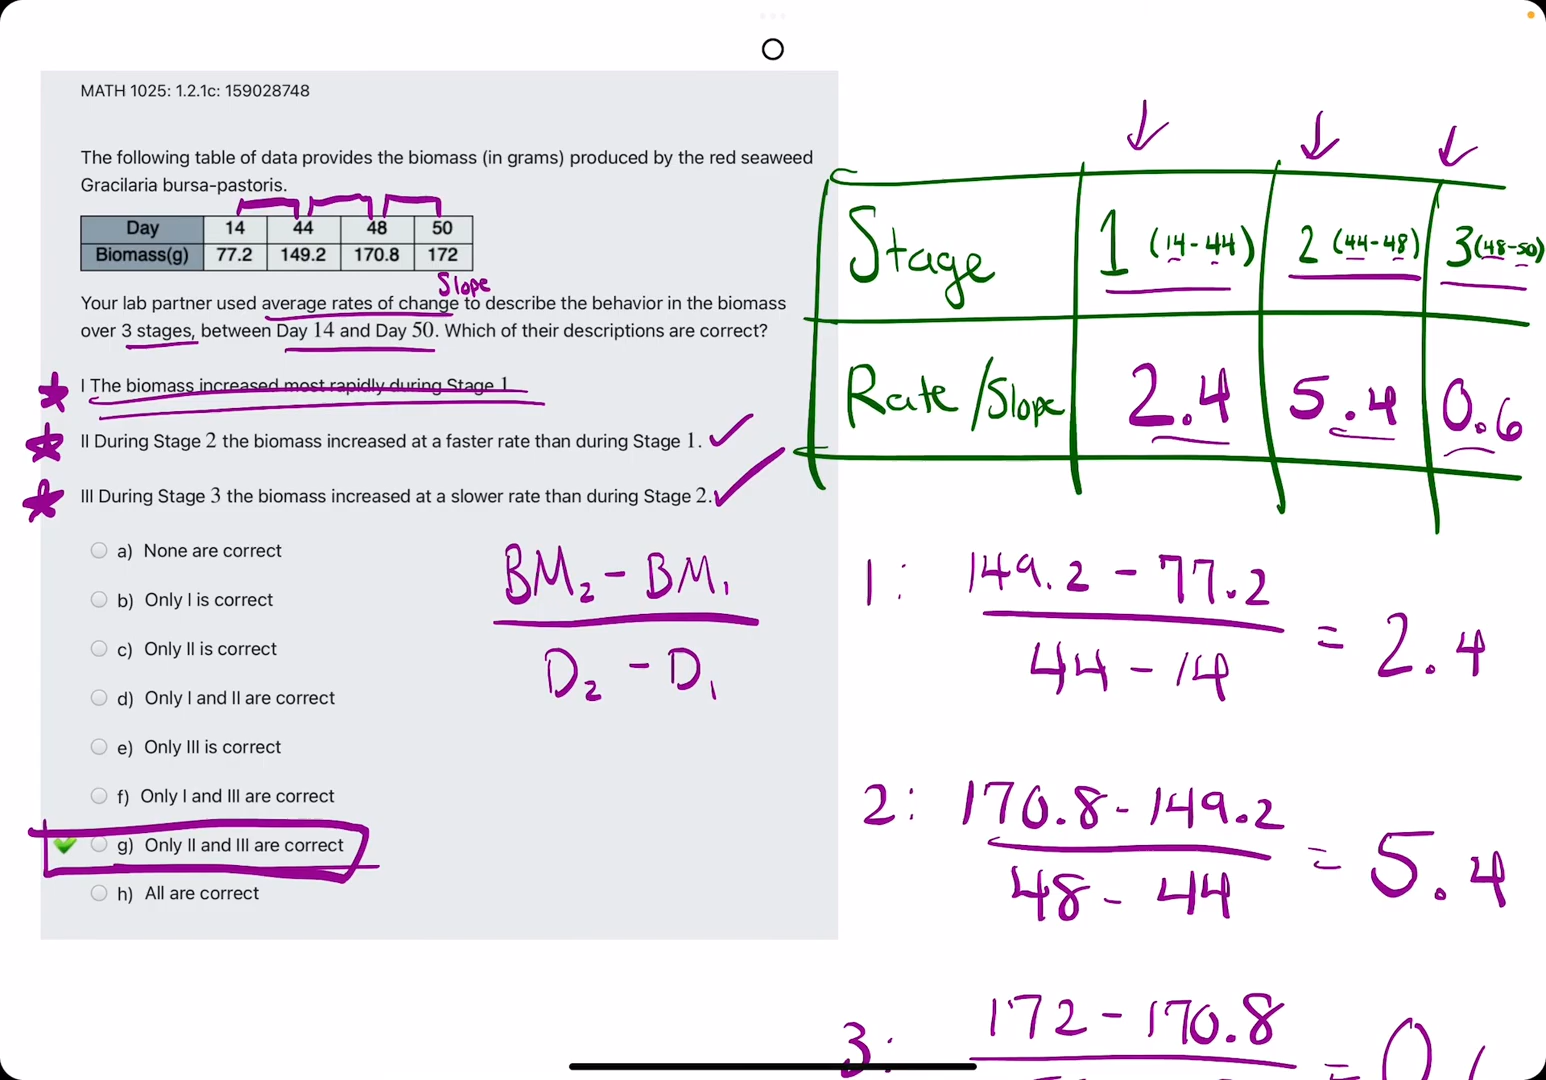 MATH 1025: 1.2.1c: 159028748
The following table of data provides the biomass (in grams) produced by the red seaweed
Gracilaria bursa-pastoris.
Day 14 44 48 50
Biomass(g) 77.2 149.2 170.8 172
Slope
Your lab partner used average rates of change to describe the behavior in the biomass
over 3 stages, between Day 14 and Day 50. Which of their descriptions are correct?
I The biomass increased most rapidly during Stage 1
II During Stage 2 the biomass increased at a faster rate than during Stage 1.
III During Stage 3 the biomass increased at a slower rate than during Stage 2.
a) None are correct
b) Only I is correct
c) Only II is correct
d) Only I and II are correct
e) Only III is correct
f) Only I and III are correct
g) Only II and III are correct
h) All are correct
BM₂ - BM₁
D₂ - D₁
Stage 1 (14-44) 2 (44-48) 3 (48-50)
Rate/Slope 2.4 5.4 0.6
1: 149.2 - 77.2
44 - 14
= 2.4
2: 170.8 - 149.2
48 - 44
= 5.4
3: 172 - 170.8